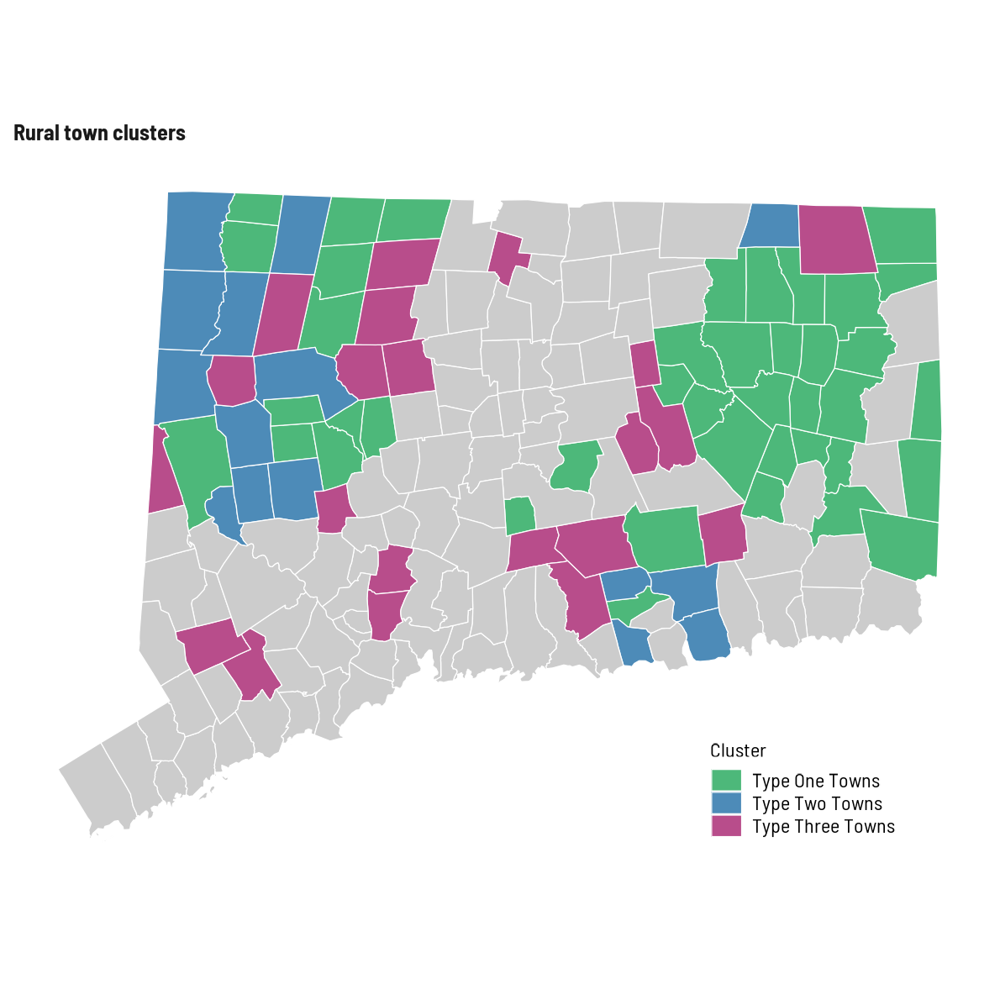 Rural town clusters
Cluster
Type One Towns
Type Two Towns
Type Three Towns